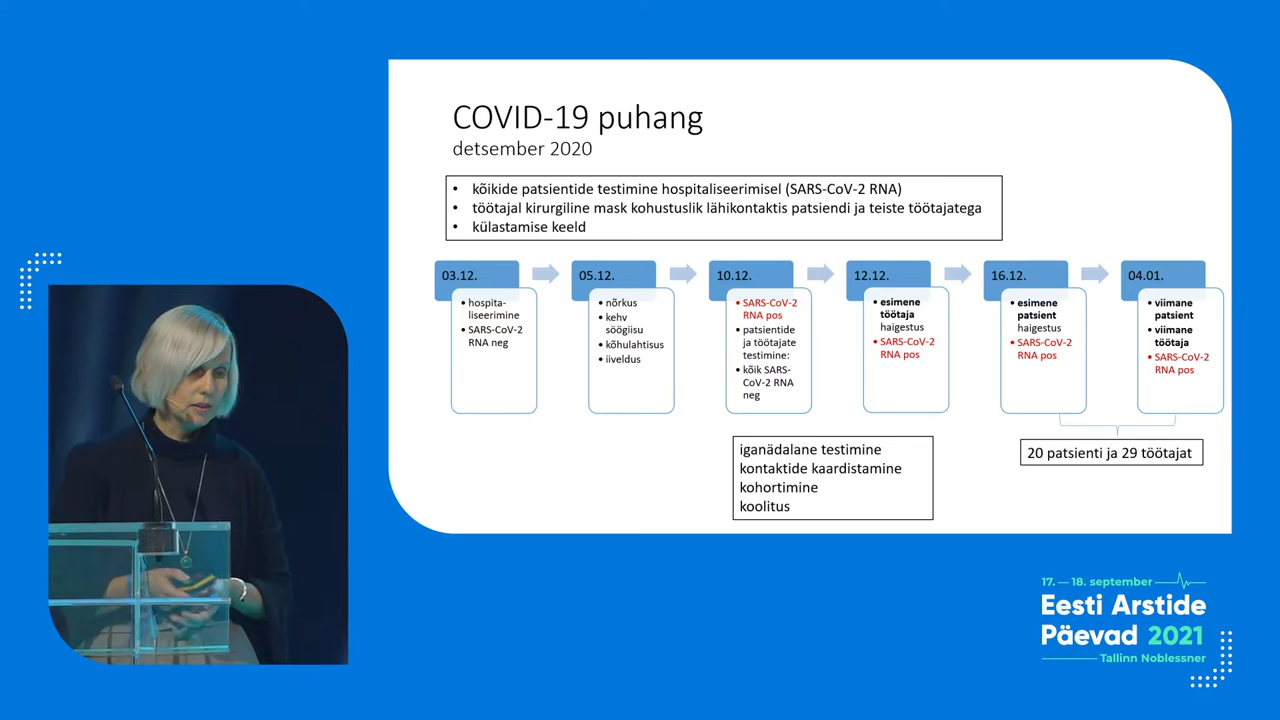 COVID-19 puhang
detsember 2020
• kõikide patsientide testimine hospitaliseerimisel (SARS-CoV-2 RNA)
• töötajal kirurgiline mask kohustuslik lähikontaktis patsiendi ja teiste töötajatega
• külastamise keeld
03.12.
• hospita-
liseerimine
• SARS-CoV-2
RNA neg
05.12.
• nõrkus
• kehv
söögiisu
• kõhulahtisus
• iiveldus
10.12.
• SARS-CoV-2
RNA pos
• patsientide
ja töötajate
testimine:
• kõik SARS-
CoV-2 RNA
neg
12.12.
• esimene
töötaja
haigestus
• SARS-CoV-2
RNA pos
16.12.
• esimene
patsient
haigestus
• SARS-CoV-2
RNA pos
04.01.
• viimane
patsient
• viimane
töötaja
• SARS-CoV-2
RNA pos
iganädalane testimine
kontaktide kaardistamine
kohortimine
koolitus
20 patsienti ja 29 töötajat
17. — 18. september
Eesti Arstide
Päevad 2021
Tallinn Noblessner